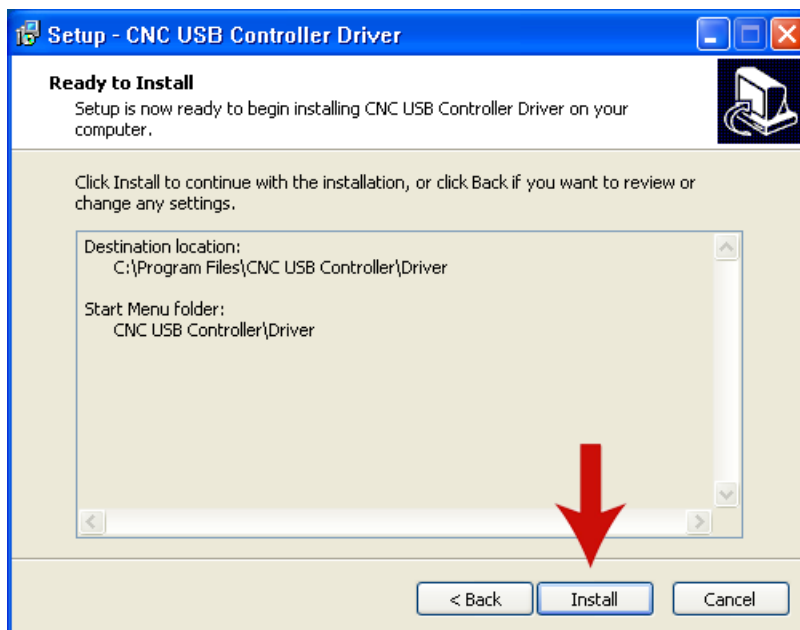 Setup - CNC USB Controller Driver
Ready to Install
Setup is now ready to begin installing CNC USB Controller Driver on your
computer.
Click Install to continue with the installation, or click Back if you want to review or
change any settings.
Destination location:
C:\Program Files\CNC USB Controller\Driver
Start Menu folder:
CNC USB Controller\Driver
< Back
Install
Cancel